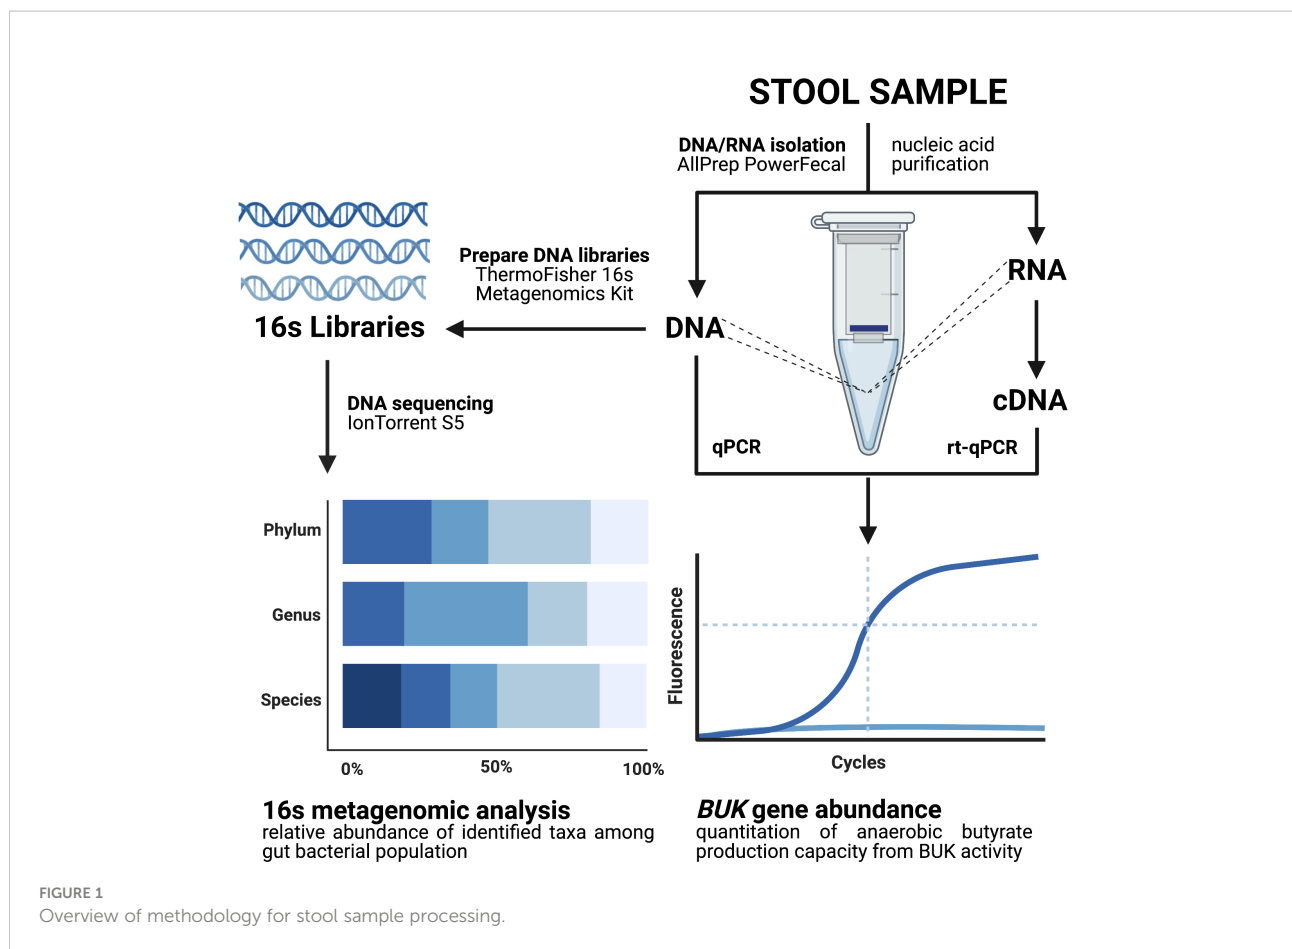 STOOL SAMPLE
DNA/RNA isolation
AllPrep PowerFecal
nucleic acid
purification
RNA
Prepare DNA libraries
ThermoFisher 16s
Metagenomics Kit
16s Libraries
DNA
cDNA
DNA sequencing
IonTorrent S5
qPCR
rt-qPCR
Phylum
Genus
Species
0%
50%
100%
Fluorescence
Cycles
16s metagenomic analysis
relative abundance of identified taxa among
gut bacterial population
BUK gene abundance
quantitation of anaerobic butyrate
production capacity from BUK activity
FIGURE 1
Overview of methodology for stool sample processing.